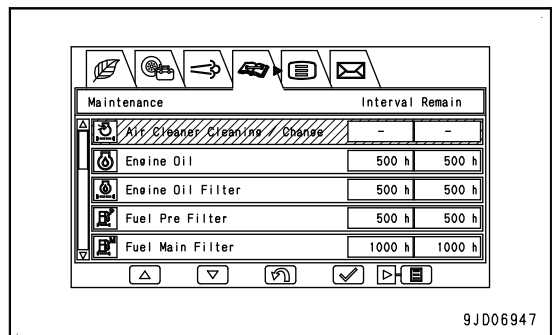 Maintenance Interval Remain
Air Cleaner Cleaning / Change - -
Engine Oil 500 h 500 h
Engine Oil Filter 500 h 500 h
Fuel Pre Filter 500 h 500 h
Fuel Main Filter 1000 h 1000 h
9JD06947